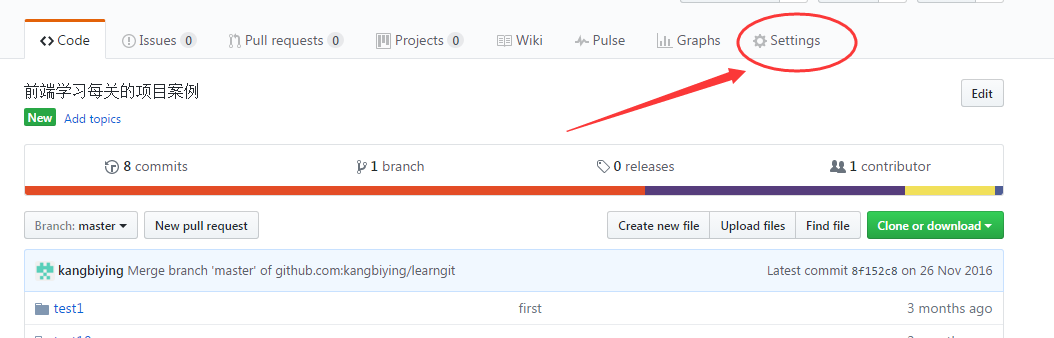 Code Issues 0 Pull requests 0 Projects 0 Wiki Pulse Graphs Settings
前端学习每关的项目案例 Edit
New Add topics
8 commits 1 branch 0 releases 1 contributor
Branch: master New pull request Create new file Upload files Find file Clone or download
kangbiying Merge branch 'master' of github.com:kangbiying/learngit Latest commit 8f152c8 on 26 Nov 2016
test1 first 3 months ago